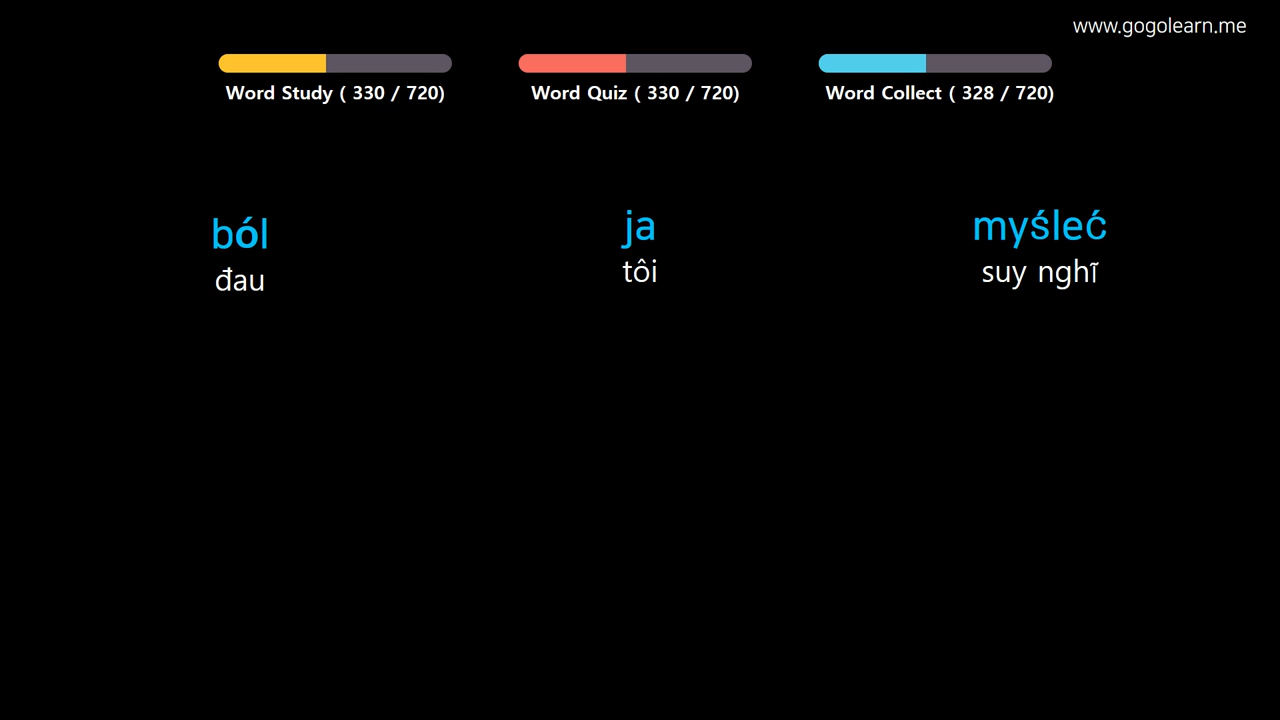 www.gogolearn.me
Word Study ( 330 / 720)
Word Quiz ( 330 / 720)
Word Collect ( 328 / 720)
ból
đau
ja
tôi
myśleć
suy nghĩ